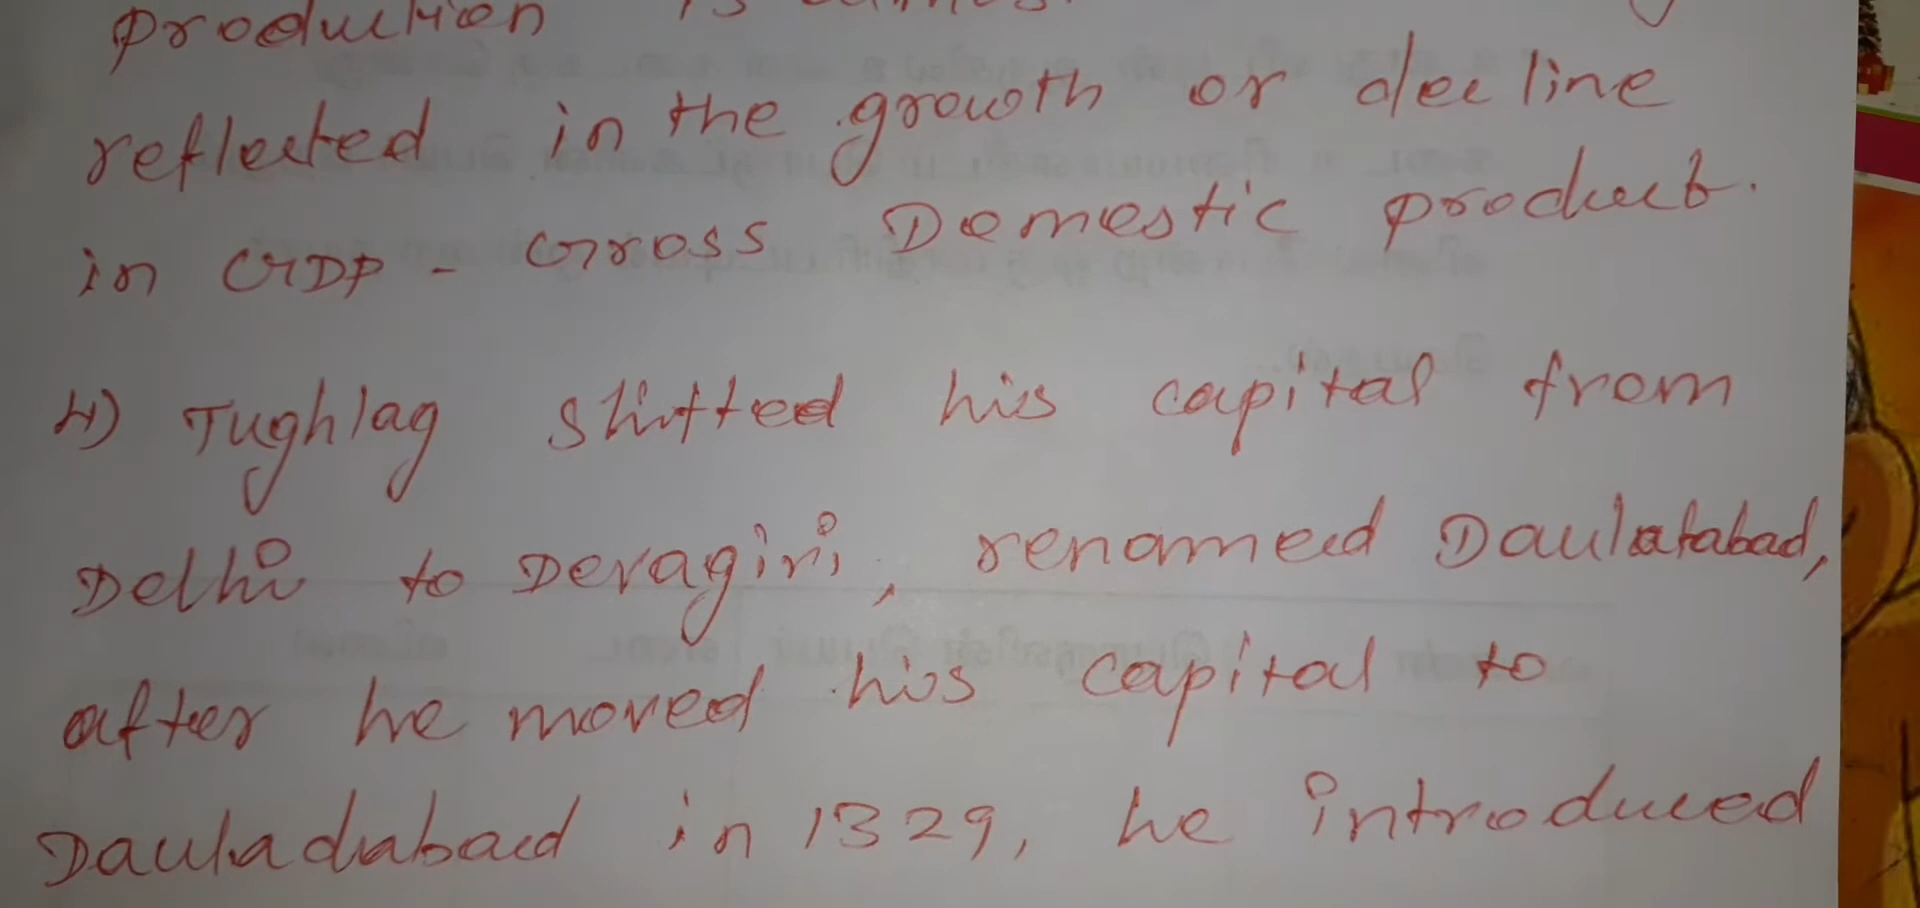 production is
reflected in the growth or decline
in GDP - Gross Domestic product.
4) Tughlaq shifted his capital from
Delhi to Devagiri, renamed Daulatabad,
after he moved his capital to
Dauladabad in 1329, he introduced